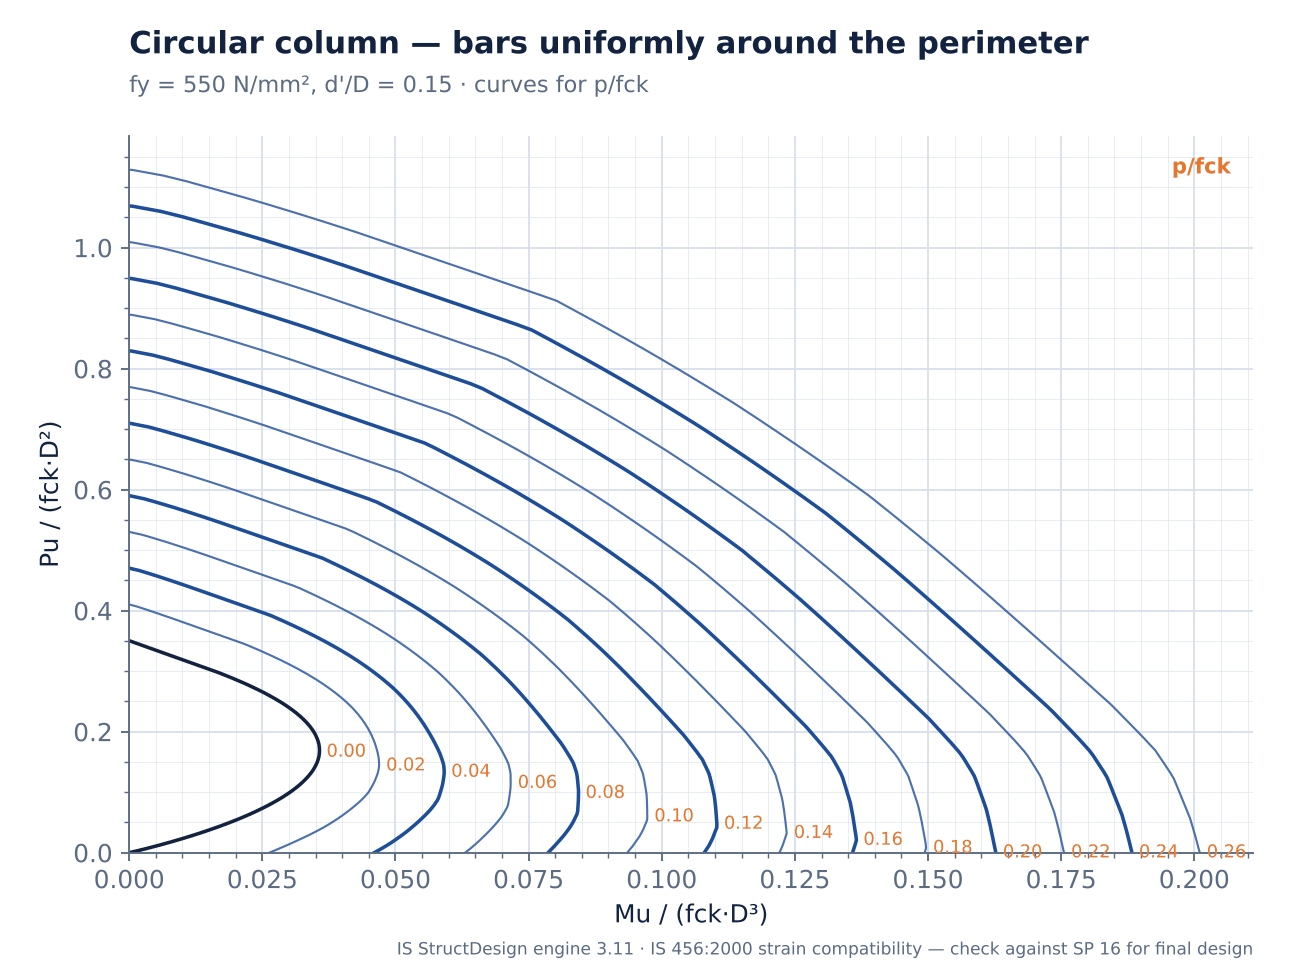 Circular column — bars uniformly around the perimeter
fy = 550 N/mm², d'/D = 0.15 · curves for p/fck
p/fck
1.0
0.8
0.6
0.4
0.2
0.0
Pu / (fck·D²)
0.00
0.02
0.04
0.06
0.08
0.10
0.12
0.14
0.16
0.18
0.20
0.22
0.24
0.26
0.000 0.025 0.050 0.075 0.100 0.125 0.150 0.175 0.200
Mu / (fck·D³)
IS StructDesign engine 3.11 · IS 456:2000 strain compatibility — check against SP 16 for final design